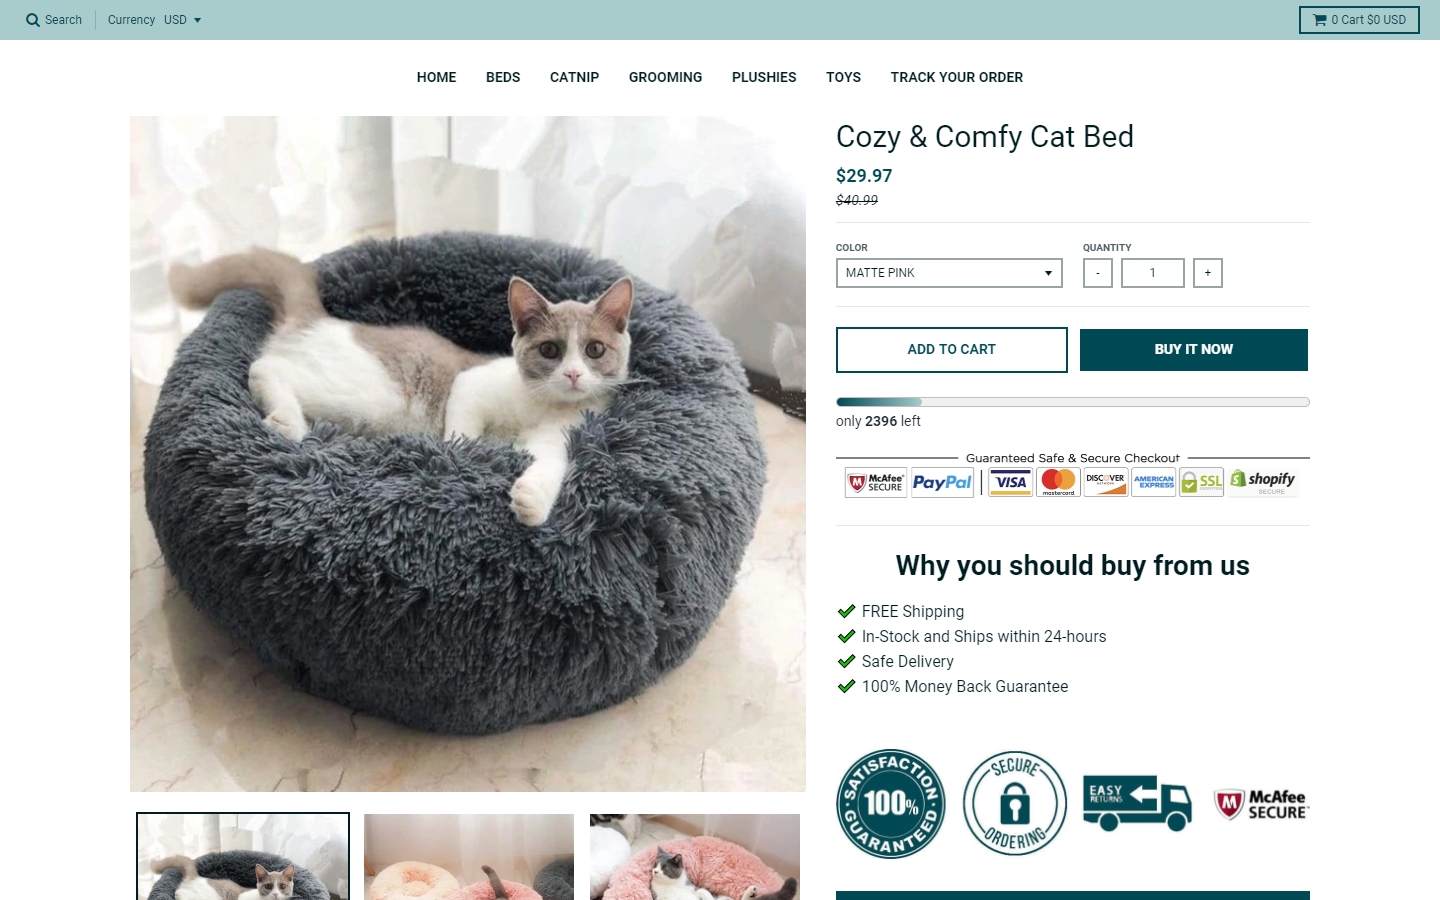 Search Currency USD
0 Cart $0 USD
HOME BEDS CATNIP GROOMING PLUSHIES TOYS TRACK YOUR ORDER
Cozy & Comfy Cat Bed
$29.97
$40.99
COLOR QUANTITY
MATTE PINK - 1 +
ADD TO CART BUY IT NOW
only 2396 left
Guaranteed Safe & Secure Checkout
McAfee SECURE PayPal VISA mastercard DISCOVER NETWORK AMERICAN EXPRESS SSL shopify SECURE
Why you should buy from us
FREE Shipping
In-Stock and Ships within 24-hours
Safe Delivery
100% Money Back Guarantee
SATISFACTION 100% GUARANTEED
SECURE ORDERING
EASY RETURNS
McAfee SECURE